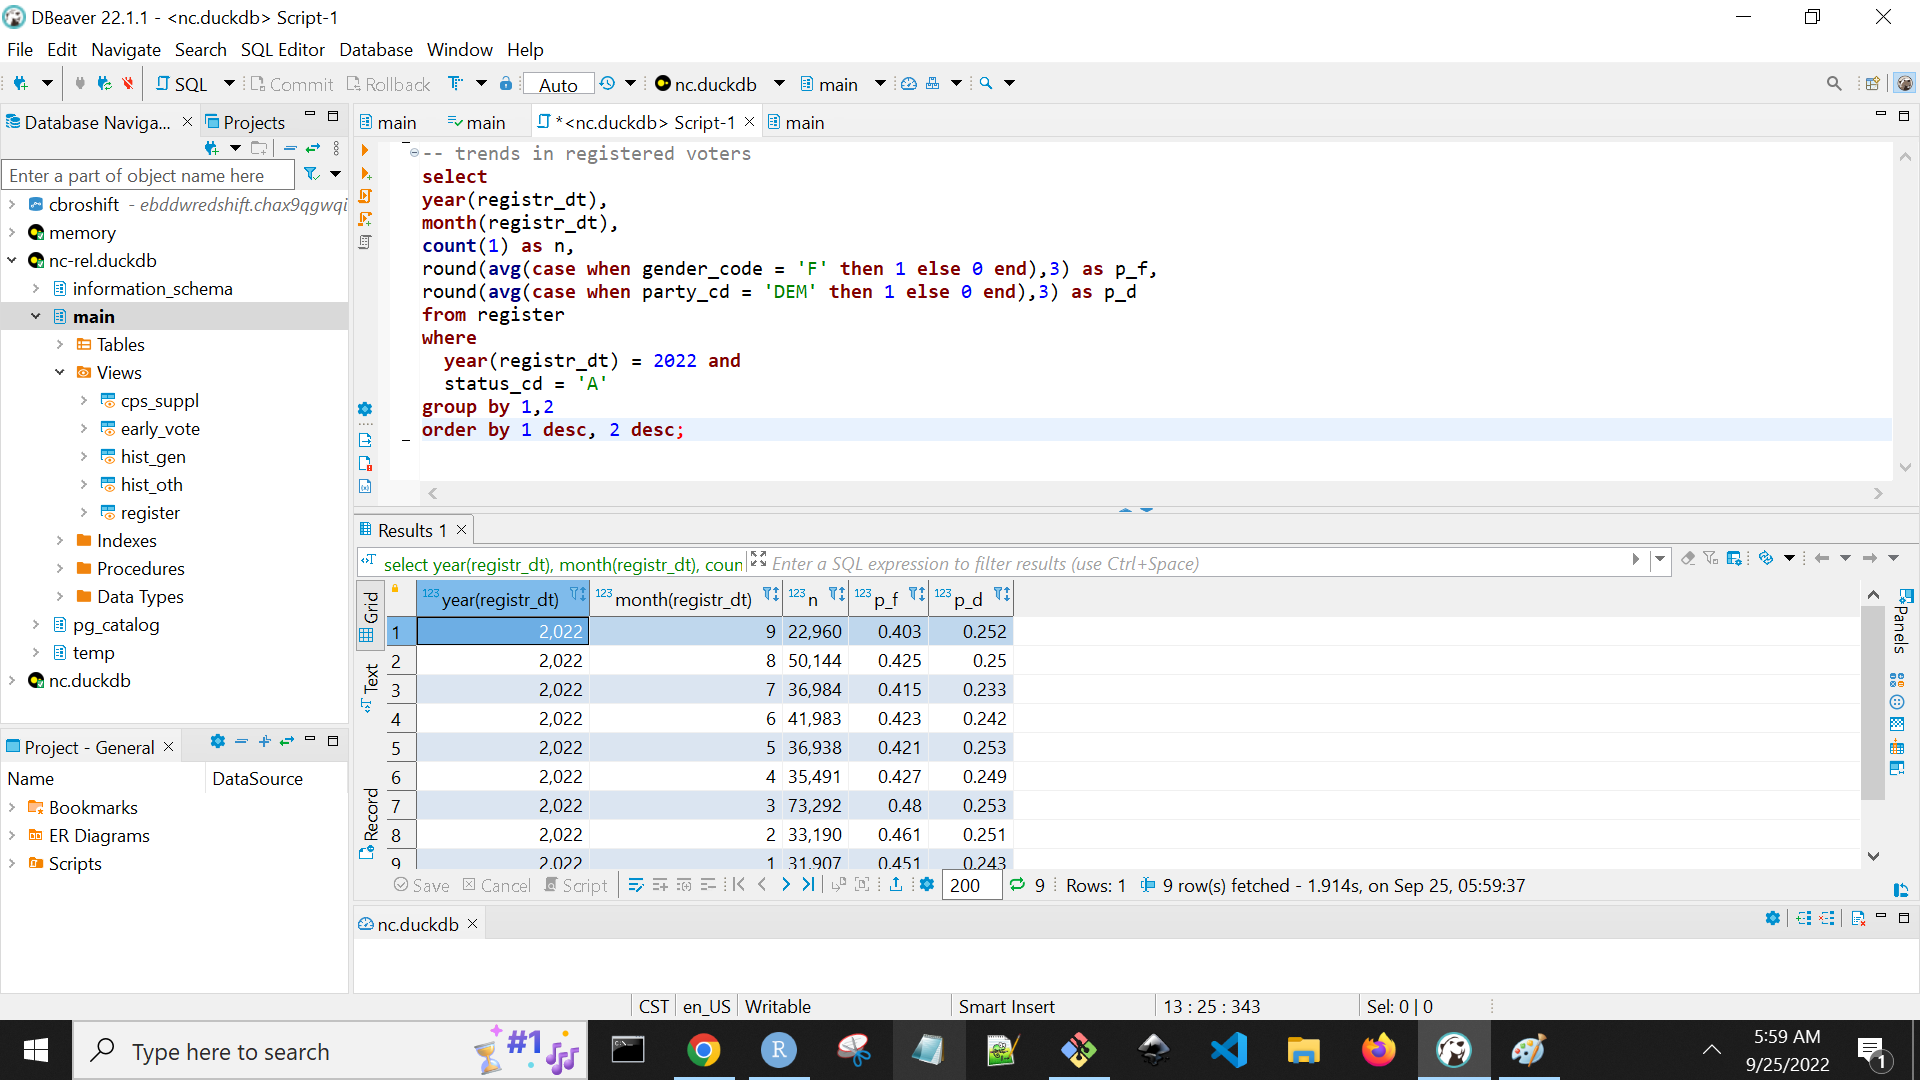 DBeaver 22.1.1 - <nc.duckdb> Script-1
File Edit Navigate Search SQL Editor Database Window Help
SQL Commit Rollback Auto nc.duckdb main
Database Naviga... Projects
main main *<nc.duckdb> Script-1 main
Enter a part of object name here
cbroshift - ebddwredshift.chax9qgwqi
memory
nc-rel.duckdb
information_schema
main
Tables
Views
cps_suppl
early_vote
hist_gen
hist_oth
register
Indexes
Procedures
Data Types
pg_catalog
temp
nc.duckdb
Project - General
Name DataSource
Bookmarks
ER Diagrams
Scripts
-- trends in registered voters
select
year(registr_dt),
month(registr_dt),
count(1) as n,
round(avg(case when gender_code = 'F' then 1 else 0 end),3) as p_f,
round(avg(case when party_cd = 'DEM' then 1 else 0 end),3) as p_d
from register
where
year(registr_dt) = 2022 and
status_cd = 'A'
group by 1,2
order by 1 desc, 2 desc;
Results 1
select year(registr_dt), month(registr_dt), coun
Enter a SQL expression to filter results (use Ctrl+Space)
Grid
Text
Record
Panels
123 year(registr_dt) 123 month(registr_dt) 123 n 123 p_f 123 p_d
1 2,022 9 22,960 0.403 0.252
2 2,022 8 50,144 0.425 0.25
3 2,022 7 36,984 0.415 0.233
4 2,022 6 41,983 0.423 0.242
5 2,022 5 36,938 0.421 0.253
6 2,022 4 35,491 0.427 0.249
7 2,022 3 73,292 0.48 0.253
8 2,022 2 33,190 0.461 0.251
9 2,022 1 31,907 0.451 0.243
Save Cancel Script 200 9 Rows: 1 9 row(s) fetched - 1.914s, on Sep 25, 05:59:37
nc.duckdb
CST en_US Writable Smart Insert 13 : 25 : 343 Sel: 0 | 0
Type here to search
#1
R
5:59 AM
9/25/2022
1